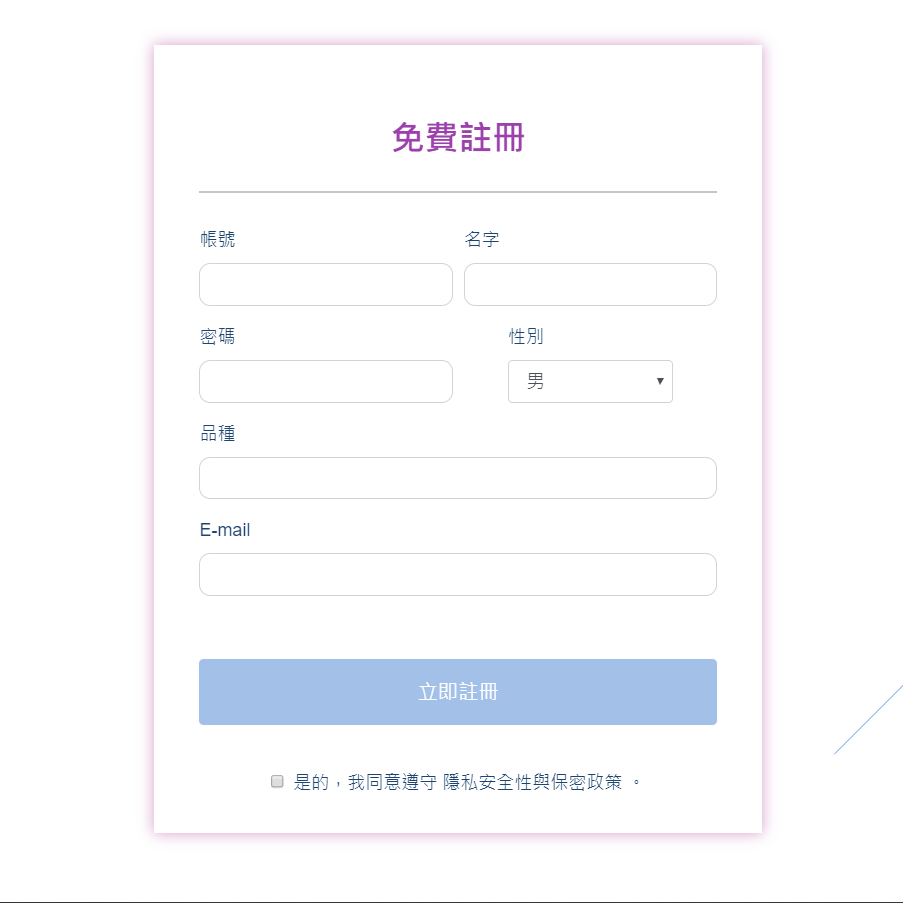 免費註冊
帳號 名字
密碼 性別
男
品種
E-mail
立即註冊
是的，我同意遵守 隱私安全性與保密政策 。